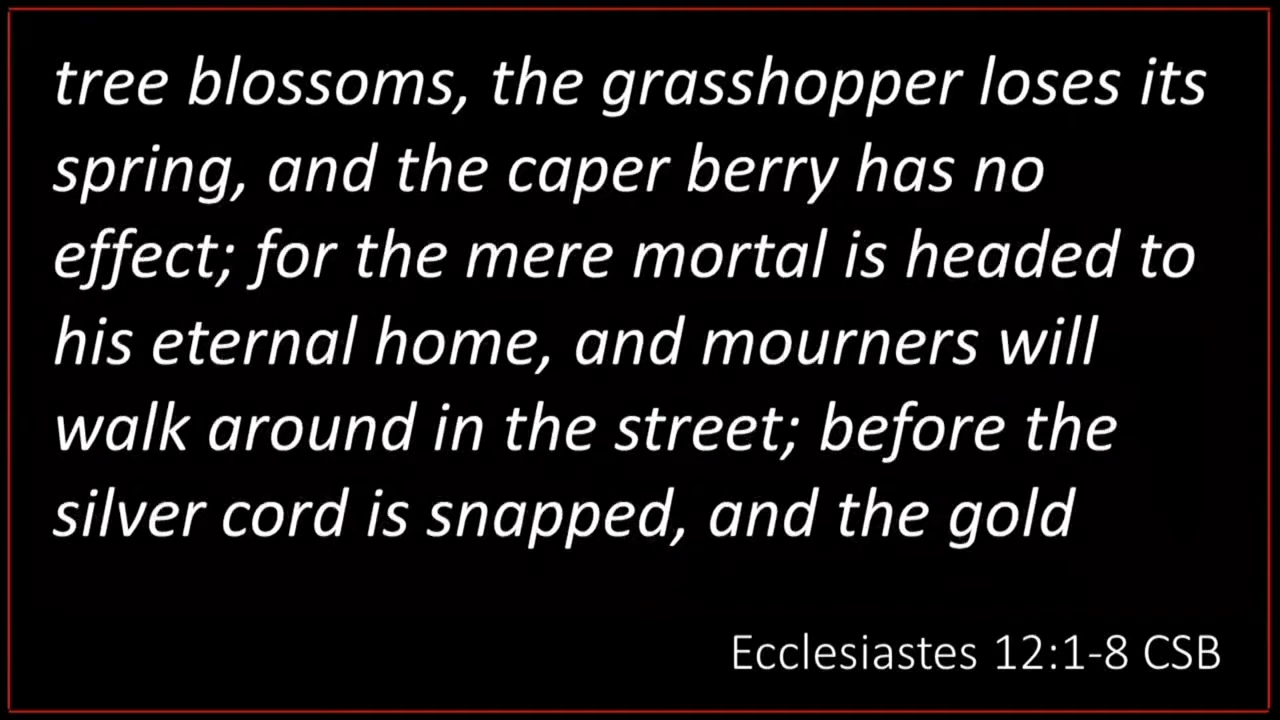 tree blossoms, the grasshopper loses its
spring, and the caper berry has no
effect; for the mere mortal is headed to
his eternal home, and mourners will
walk around in the street; before the
silver cord is snapped, and the gold
Ecclesiastes 12:1-8 CSB